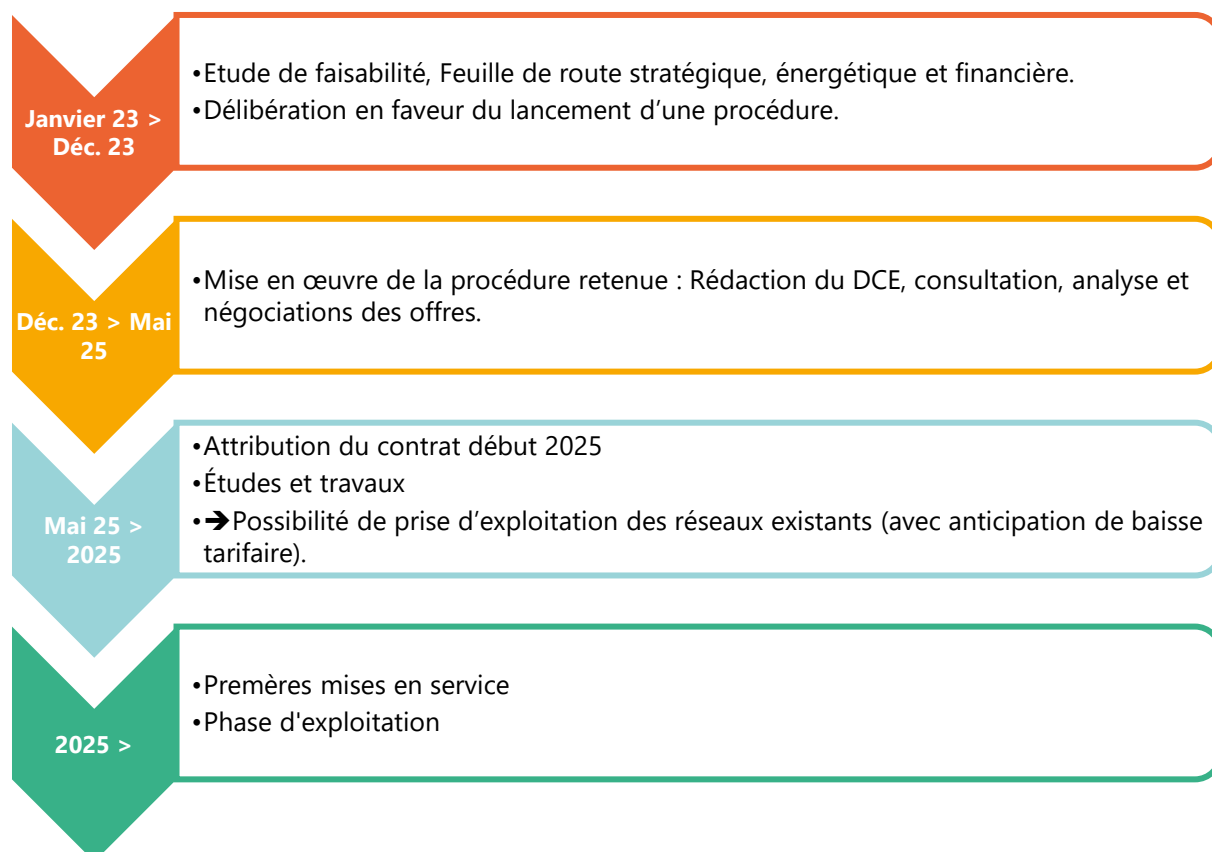 Janvier 23 >
Déc. 23
•Etude de faisabilité, Feuille de route stratégique, énergétique et financière.
•Délibération en faveur du lancement d’une procédure.
Déc. 23 > Mai
25
•Mise en œuvre de la procédure retenue : Rédaction du DCE, consultation, analyse et
négociations des offres.
Mai 25 >
2025
•Attribution du contrat début 2025
•Études et travaux
•➔Possibilité de prise d’exploitation des réseaux existants (avec anticipation de baisse
tarifaire).
2025 >
•Premères mises en service
•Phase d'exploitation